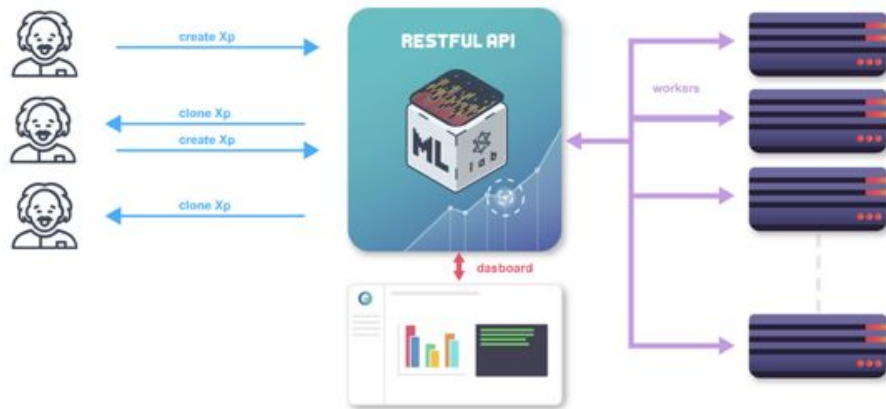 create Xp
RESTFUL API
clone Xp
create Xp
workers
ML
lab
clone Xp
dasboard